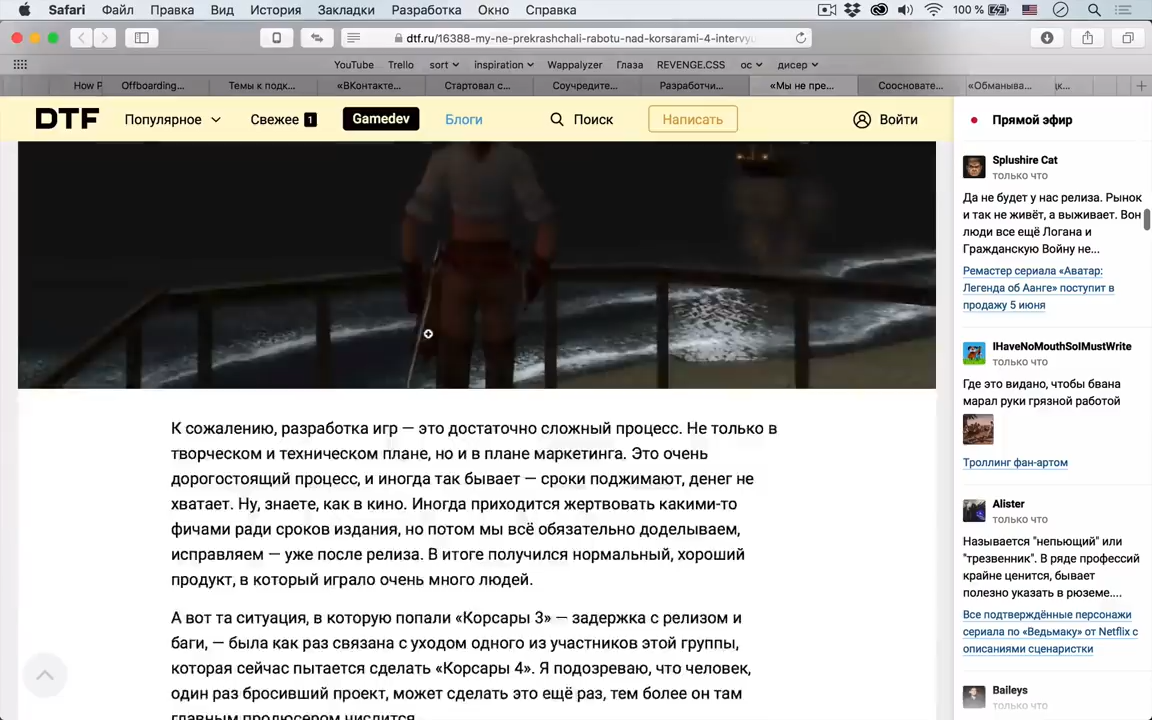 Safari Файл Правка Вид История Закладки Разработка Окно Справка 100 %
dtf.ru/16388-my-ne-prekrashchali-rabotu-nad-korsarami-4-intervyu
YouTube Trello sort inspiration Wappalyzer Глаза REVENGE.CSS ос дисер
How P Offboarding... Темы к подк... «ВКонтакте... Стартовал с... Соучредите... Разработчи... «Мы не пре... Соосновате... «Обманыва...
DTF Популярное Свежее 1 Gamedev Блоги Поиск Написать Войти
К сожалению, разработка игр — это достаточно сложный процесс. Не только в
творческом и техническом плане, но и в плане маркетинга. Это очень
дорогостоящий процесс, и иногда так бывает — сроки поджимают, денег не
хватает. Ну, знаете, как в кино. Иногда приходится жертвовать какими-то
фичами ради сроков издания, но потом мы всё обязательно доделываем,
исправляем — уже после релиза. В итоге получился нормальный, хороший
продукт, в который играло очень много людей.
А вот та ситуация, в которую попали «Корсары 3» — задержка с релизом и
баги, — была как раз связана с уходом одного из участников этой группы,
которая сейчас пытается сделать «Корсары 4». Я подозреваю, что человек,
один раз бросивший проект, может сделать это ещё раз, тем более он там
главным продюсером числится.
Прямой эфир
Splushire Cat
только что
Да не будет у нас релиза. Рынок
и так не живёт, а выживает. Вон
люди все ещё Логана и
Гражданскую Войну не...
Ремастер сериала «Аватар:
Легенда об Аанге» поступит в
продажу 5 июня
IHaveNoMouthSoIMustWrite
только что
Где это видано, чтобы бвана
марал руки грязной работой
Троллинг фан-артом
Alister
только что
Называется "непьющий" или
"трезвенник". В ряде профессий
крайне ценится, бывает
полезно указать в рюземе....
Все подтверждённые персонажи
сериала по «Ведьмаку» от Netflix с
описаниями сценаристки
Baileys
только что